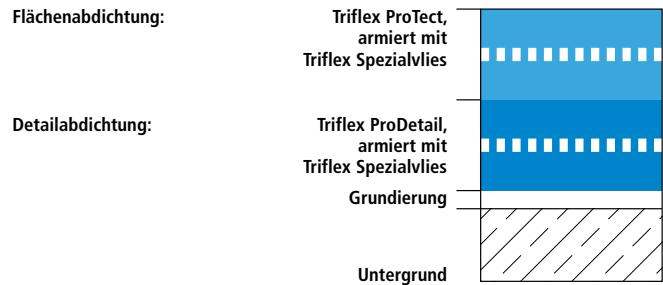 Flächenabdichtung:
Triflex ProTect,
armiert mit
Triflex Spezialvlies
Detailabdichtung:
Triflex ProDetail,
armiert mit
Triflex Spezialvlies
Grundierung
Untergrund